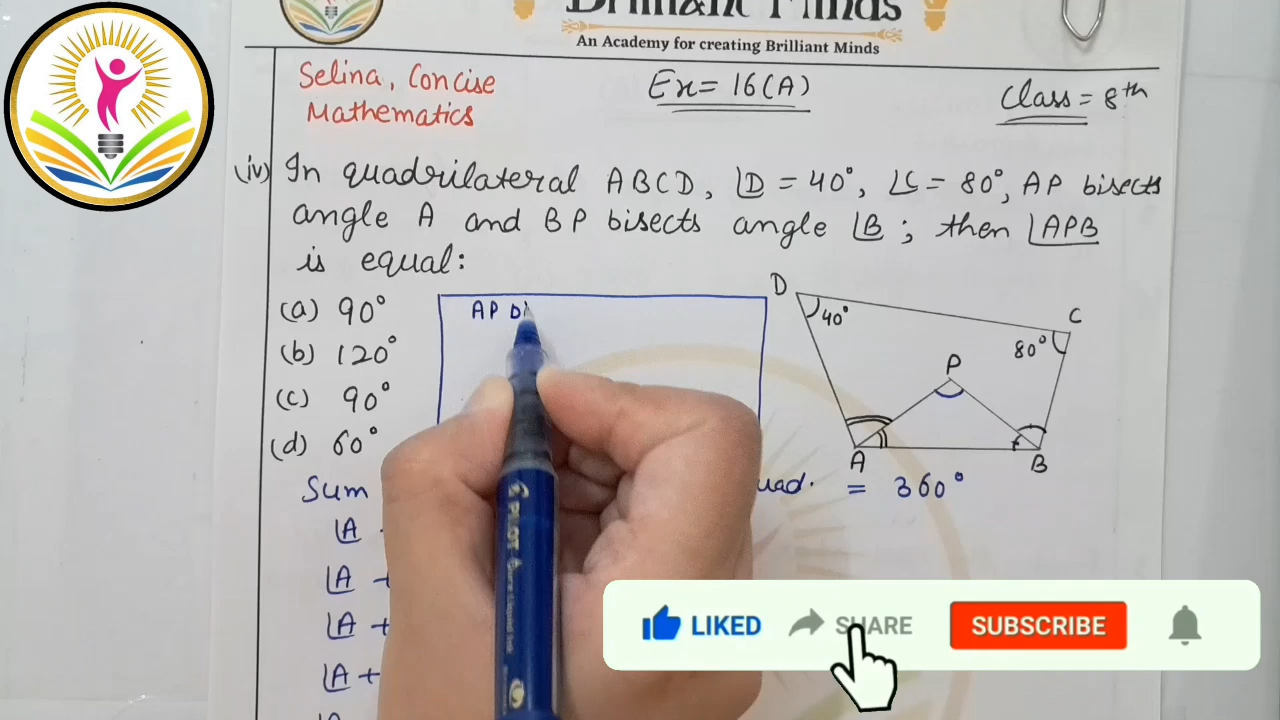 Brilliant Minds
An Academy for creating Brilliant Minds
Selina, Concise
Mathematics
Ex= 16(A)
Class= 8th
(iv) In quadrilateral ABCD, ∠D = 40°, ∠C = 80°, AP bisects
angle A and BP bisects angle ∠B ; then ∠APB
is equal:
(a) 90°
(b) 120°
(c) 90°
(d) 60°
AP
D
40°
C
80°
P
A
B
Sum
uad. = 360°
∠A
∠A +
∠A +
∠A +
LIKED
SHARE
SUBSCRIBE
PILOT